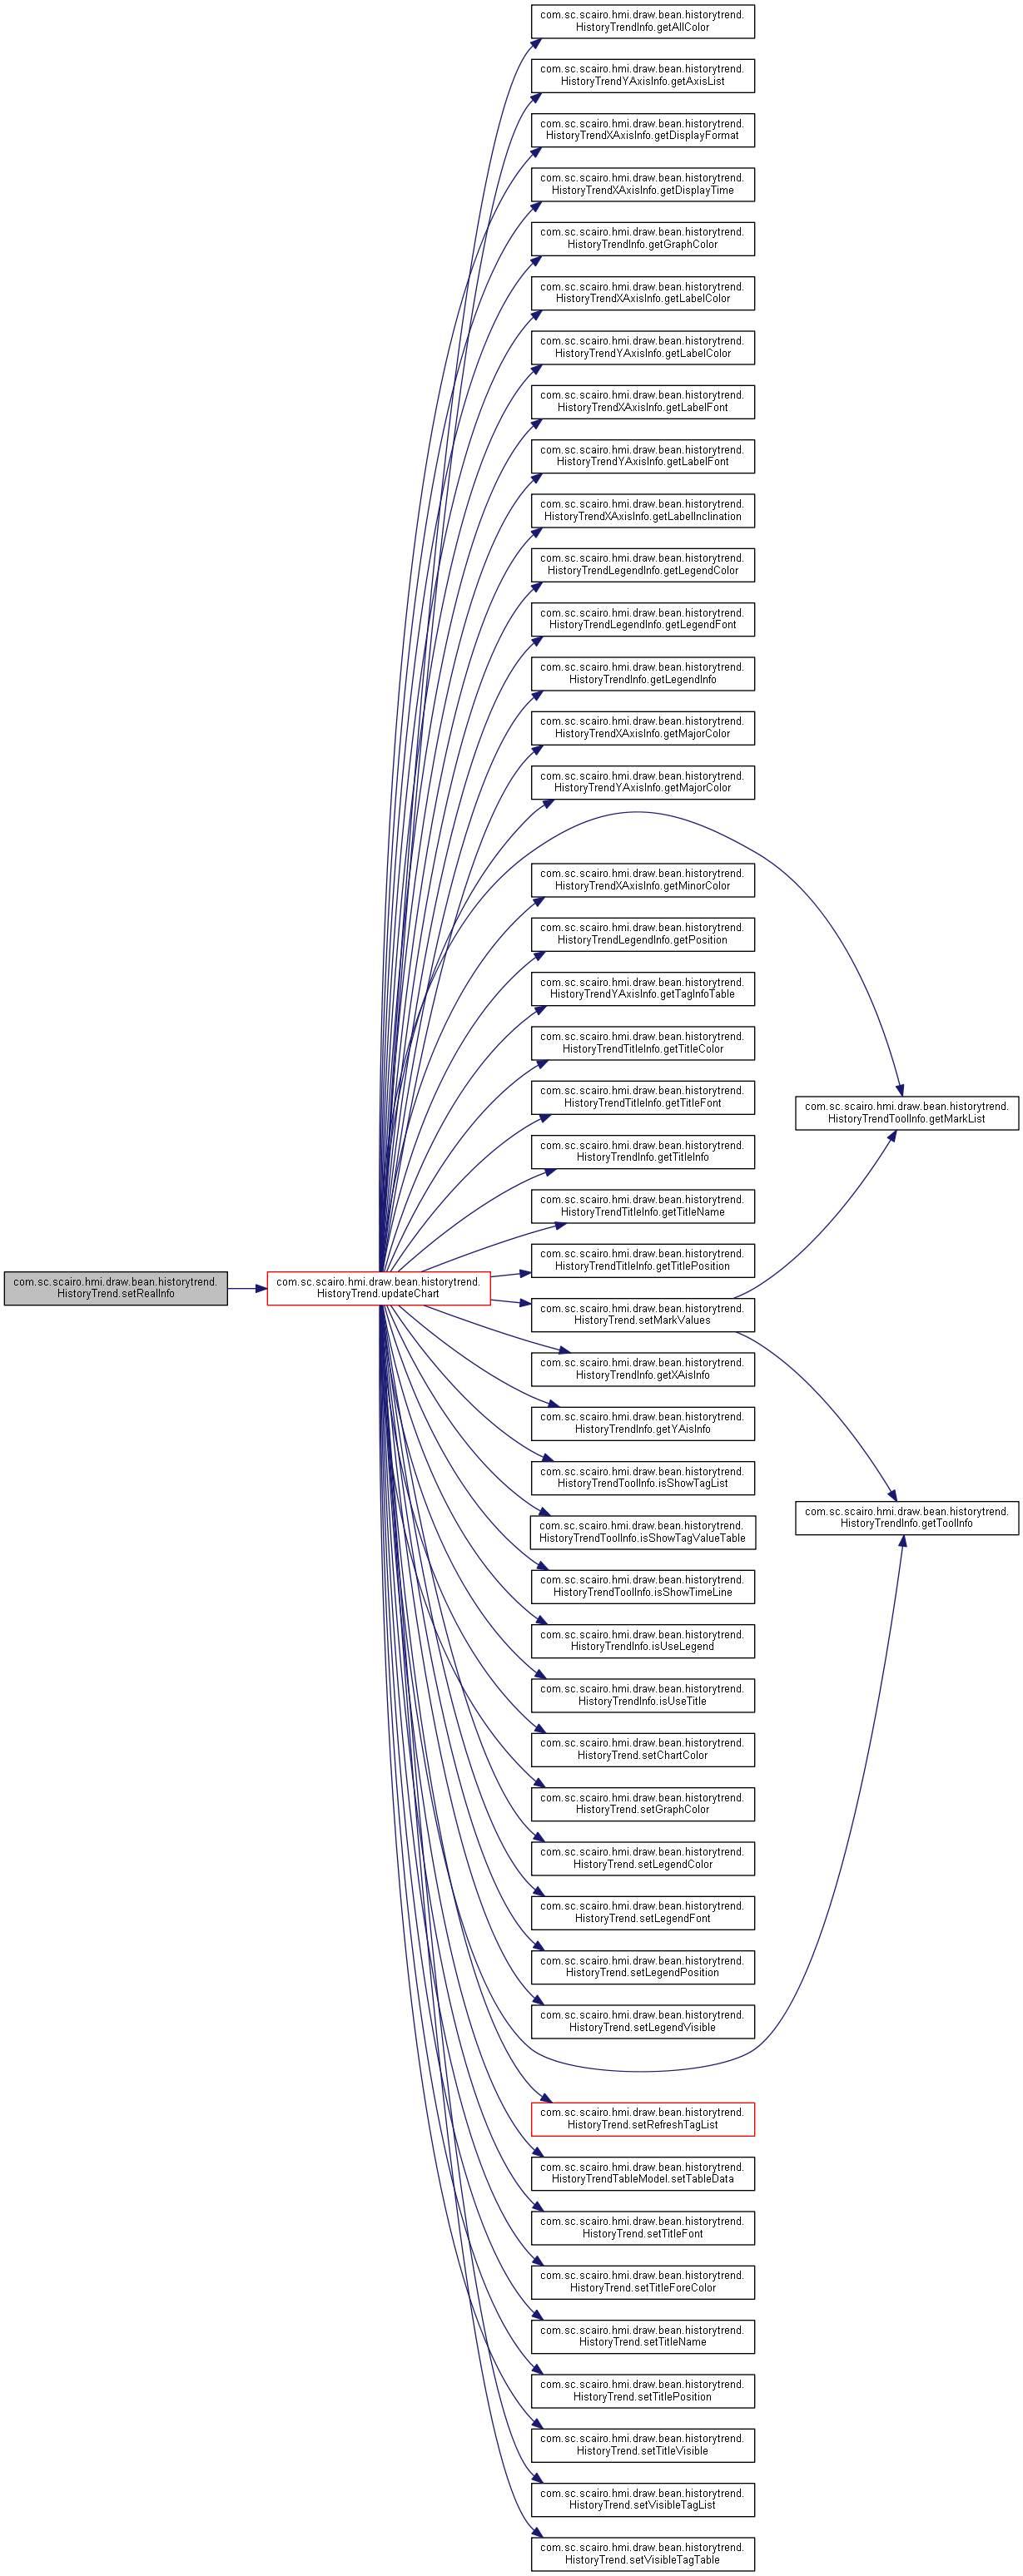 com.sc.scairo.hmi.draw.bean.historytrend.
HistoryTrend.setRealInfo
com.sc.scairo.hmi.draw.bean.historytrend.
HistoryTrend.updateChart
com.sc.scairo.hmi.draw.bean.historytrend.
HistoryTrendInfo.getAllColor
com.sc.scairo.hmi.draw.bean.historytrend.
HistoryTrendYAxisInfo.getAxisList
com.sc.scairo.hmi.draw.bean.historytrend.
HistoryTrendXAxisInfo.getDisplayFormat
com.sc.scairo.hmi.draw.bean.historytrend.
HistoryTrendXAxisInfo.getDisplayTime
com.sc.scairo.hmi.draw.bean.historytrend.
HistoryTrendInfo.getGraphColor
com.sc.scairo.hmi.draw.bean.historytrend.
HistoryTrendXAxisInfo.getLabelColor
com.sc.scairo.hmi.draw.bean.historytrend.
HistoryTrendYAxisInfo.getLabelColor
com.sc.scairo.hmi.draw.bean.historytrend.
HistoryTrendXAxisInfo.getLabelFont
com.sc.scairo.hmi.draw.bean.historytrend.
HistoryTrendYAxisInfo.getLabelFont
com.sc.scairo.hmi.draw.bean.historytrend.
HistoryTrendXAxisInfo.getLabelInclination
com.sc.scairo.hmi.draw.bean.historytrend.
HistoryTrendLegendInfo.getLegendColor
com.sc.scairo.hmi.draw.bean.historytrend.
HistoryTrendLegendInfo.getLegendFont
com.sc.scairo.hmi.draw.bean.historytrend.
HistoryTrendInfo.getLegendInfo
com.sc.scairo.hmi.draw.bean.historytrend.
HistoryTrendXAxisInfo.getMajorColor
com.sc.scairo.hmi.draw.bean.historytrend.
HistoryTrendYAxisInfo.getMajorColor
com.sc.scairo.hmi.draw.bean.historytrend.
HistoryTrendXAxisInfo.getMinorColor
com.sc.scairo.hmi.draw.bean.historytrend.
HistoryTrendLegendInfo.getPosition
com.sc.scairo.hmi.draw.bean.historytrend.
HistoryTrendYAxisInfo.getTagInfoTable
com.sc.scairo.hmi.draw.bean.historytrend.
HistoryTrendTitleInfo.getTitleColor
com.sc.scairo.hmi.draw.bean.historytrend.
HistoryTrendTitleInfo.getTitleFont
com.sc.scairo.hmi.draw.bean.historytrend.
HistoryTrendInfo.getTitleInfo
com.sc.scairo.hmi.draw.bean.historytrend.
HistoryTrendTitleInfo.getTitleName
com.sc.scairo.hmi.draw.bean.historytrend.
HistoryTrendTitleInfo.getTitlePosition
com.sc.scairo.hmi.draw.bean.historytrend.
HistoryTrend.setMarkValues
com.sc.scairo.hmi.draw.bean.historytrend.
HistoryTrendInfo.getXAisInfo
com.sc.scairo.hmi.draw.bean.historytrend.
HistoryTrendInfo.getYAisInfo
com.sc.scairo.hmi.draw.bean.historytrend.
HistoryTrendToolInfo.isShowTagList
com.sc.scairo.hmi.draw.bean.historytrend.
HistoryTrendToolInfo.isShowTagValueTable
com.sc.scairo.hmi.draw.bean.historytrend.
HistoryTrendToolInfo.isShowTimeLine
com.sc.scairo.hmi.draw.bean.historytrend.
HistoryTrendInfo.isUseLegend
com.sc.scairo.hmi.draw.bean.historytrend.
HistoryTrendInfo.isUseTitle
com.sc.scairo.hmi.draw.bean.historytrend.
HistoryTrend.setChartColor
com.sc.scairo.hmi.draw.bean.historytrend.
HistoryTrend.setGraphColor
com.sc.scairo.hmi.draw.bean.historytrend.
HistoryTrend.setLegendColor
com.sc.scairo.hmi.draw.bean.historytrend.
HistoryTrend.setLegendFont
com.sc.scairo.hmi.draw.bean.historytrend.
HistoryTrend.setLegendPosition
com.sc.scairo.hmi.draw.bean.historytrend.
HistoryTrend.setLegendVisible
com.sc.scairo.hmi.draw.bean.historytrend.
HistoryTrend.setRefreshTagList
com.sc.scairo.hmi.draw.bean.historytrend.
HistoryTrendTableModel.setTableData
com.sc.scairo.hmi.draw.bean.historytrend.
HistoryTrend.setTitleFont
com.sc.scairo.hmi.draw.bean.historytrend.
HistoryTrend.setTitleForeColor
com.sc.scairo.hmi.draw.bean.historytrend.
HistoryTrend.setTitleName
com.sc.scairo.hmi.draw.bean.historytrend.
HistoryTrend.setTitlePosition
com.sc.scairo.hmi.draw.bean.historytrend.
HistoryTrend.setTitleVisible
com.sc.scairo.hmi.draw.bean.historytrend.
HistoryTrend.setVisibleTagList
com.sc.scairo.hmi.draw.bean.historytrend.
HistoryTrend.setVisibleTagTable
com.sc.scairo.hmi.draw.bean.historytrend.
HistoryTrendToolInfo.getMarkList
com.sc.scairo.hmi.draw.bean.historytrend.
HistoryTrendInfo.getToolInfo